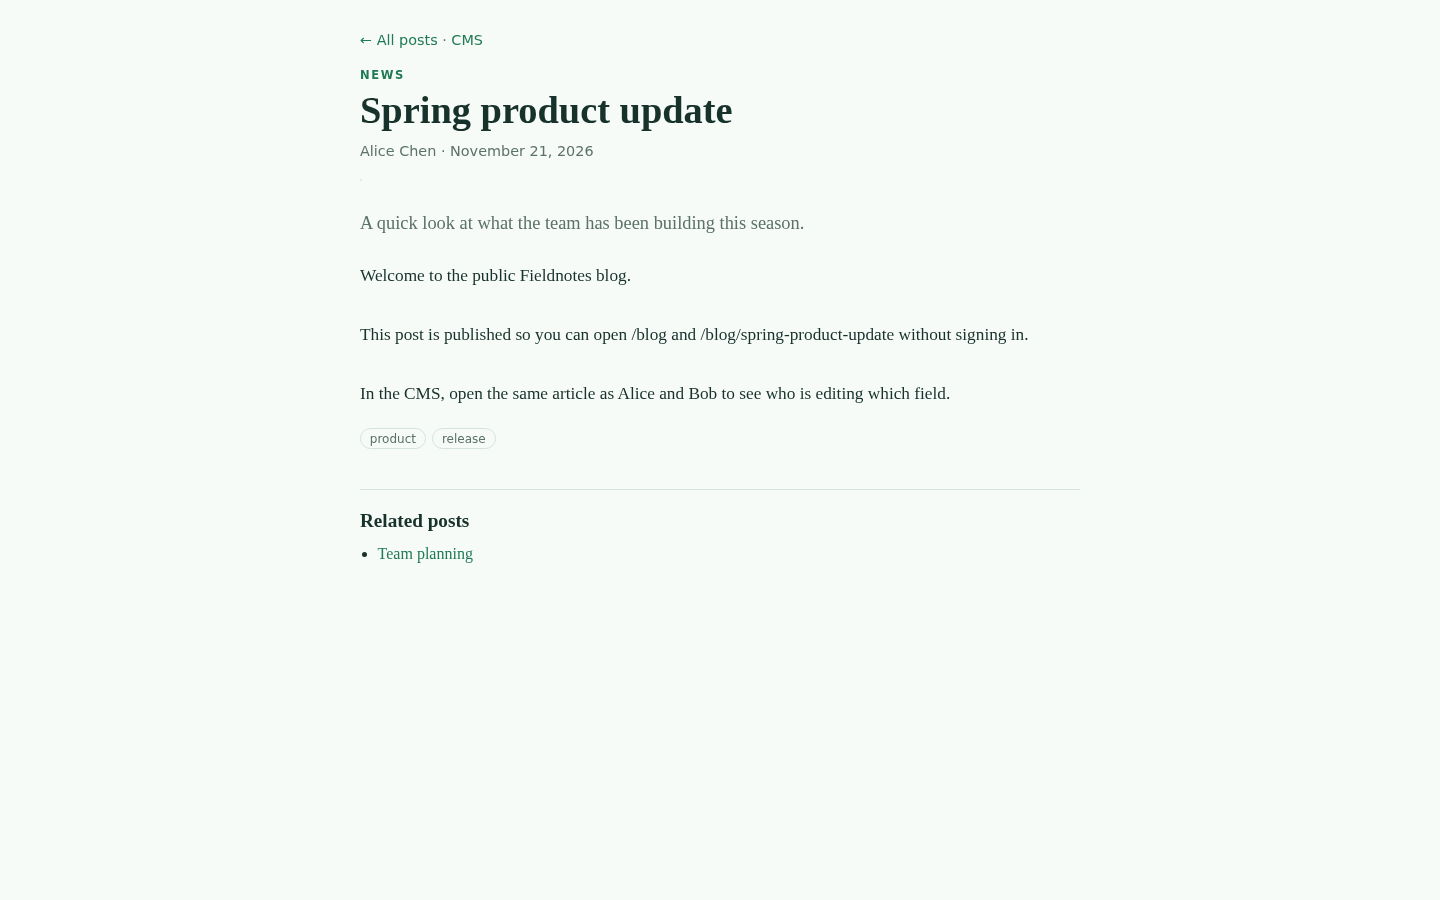 ← All posts · CMS
NEWS
Spring product update
Alice Chen · November 21, 2026
A quick look at what the team has been building this season.
Welcome to the public Fieldnotes blog.
This post is published so you can open /blog and /blog/spring-product-update without signing in.
In the CMS, open the same article as Alice and Bob to see who is editing which field.
product release
Related posts
• Team planning